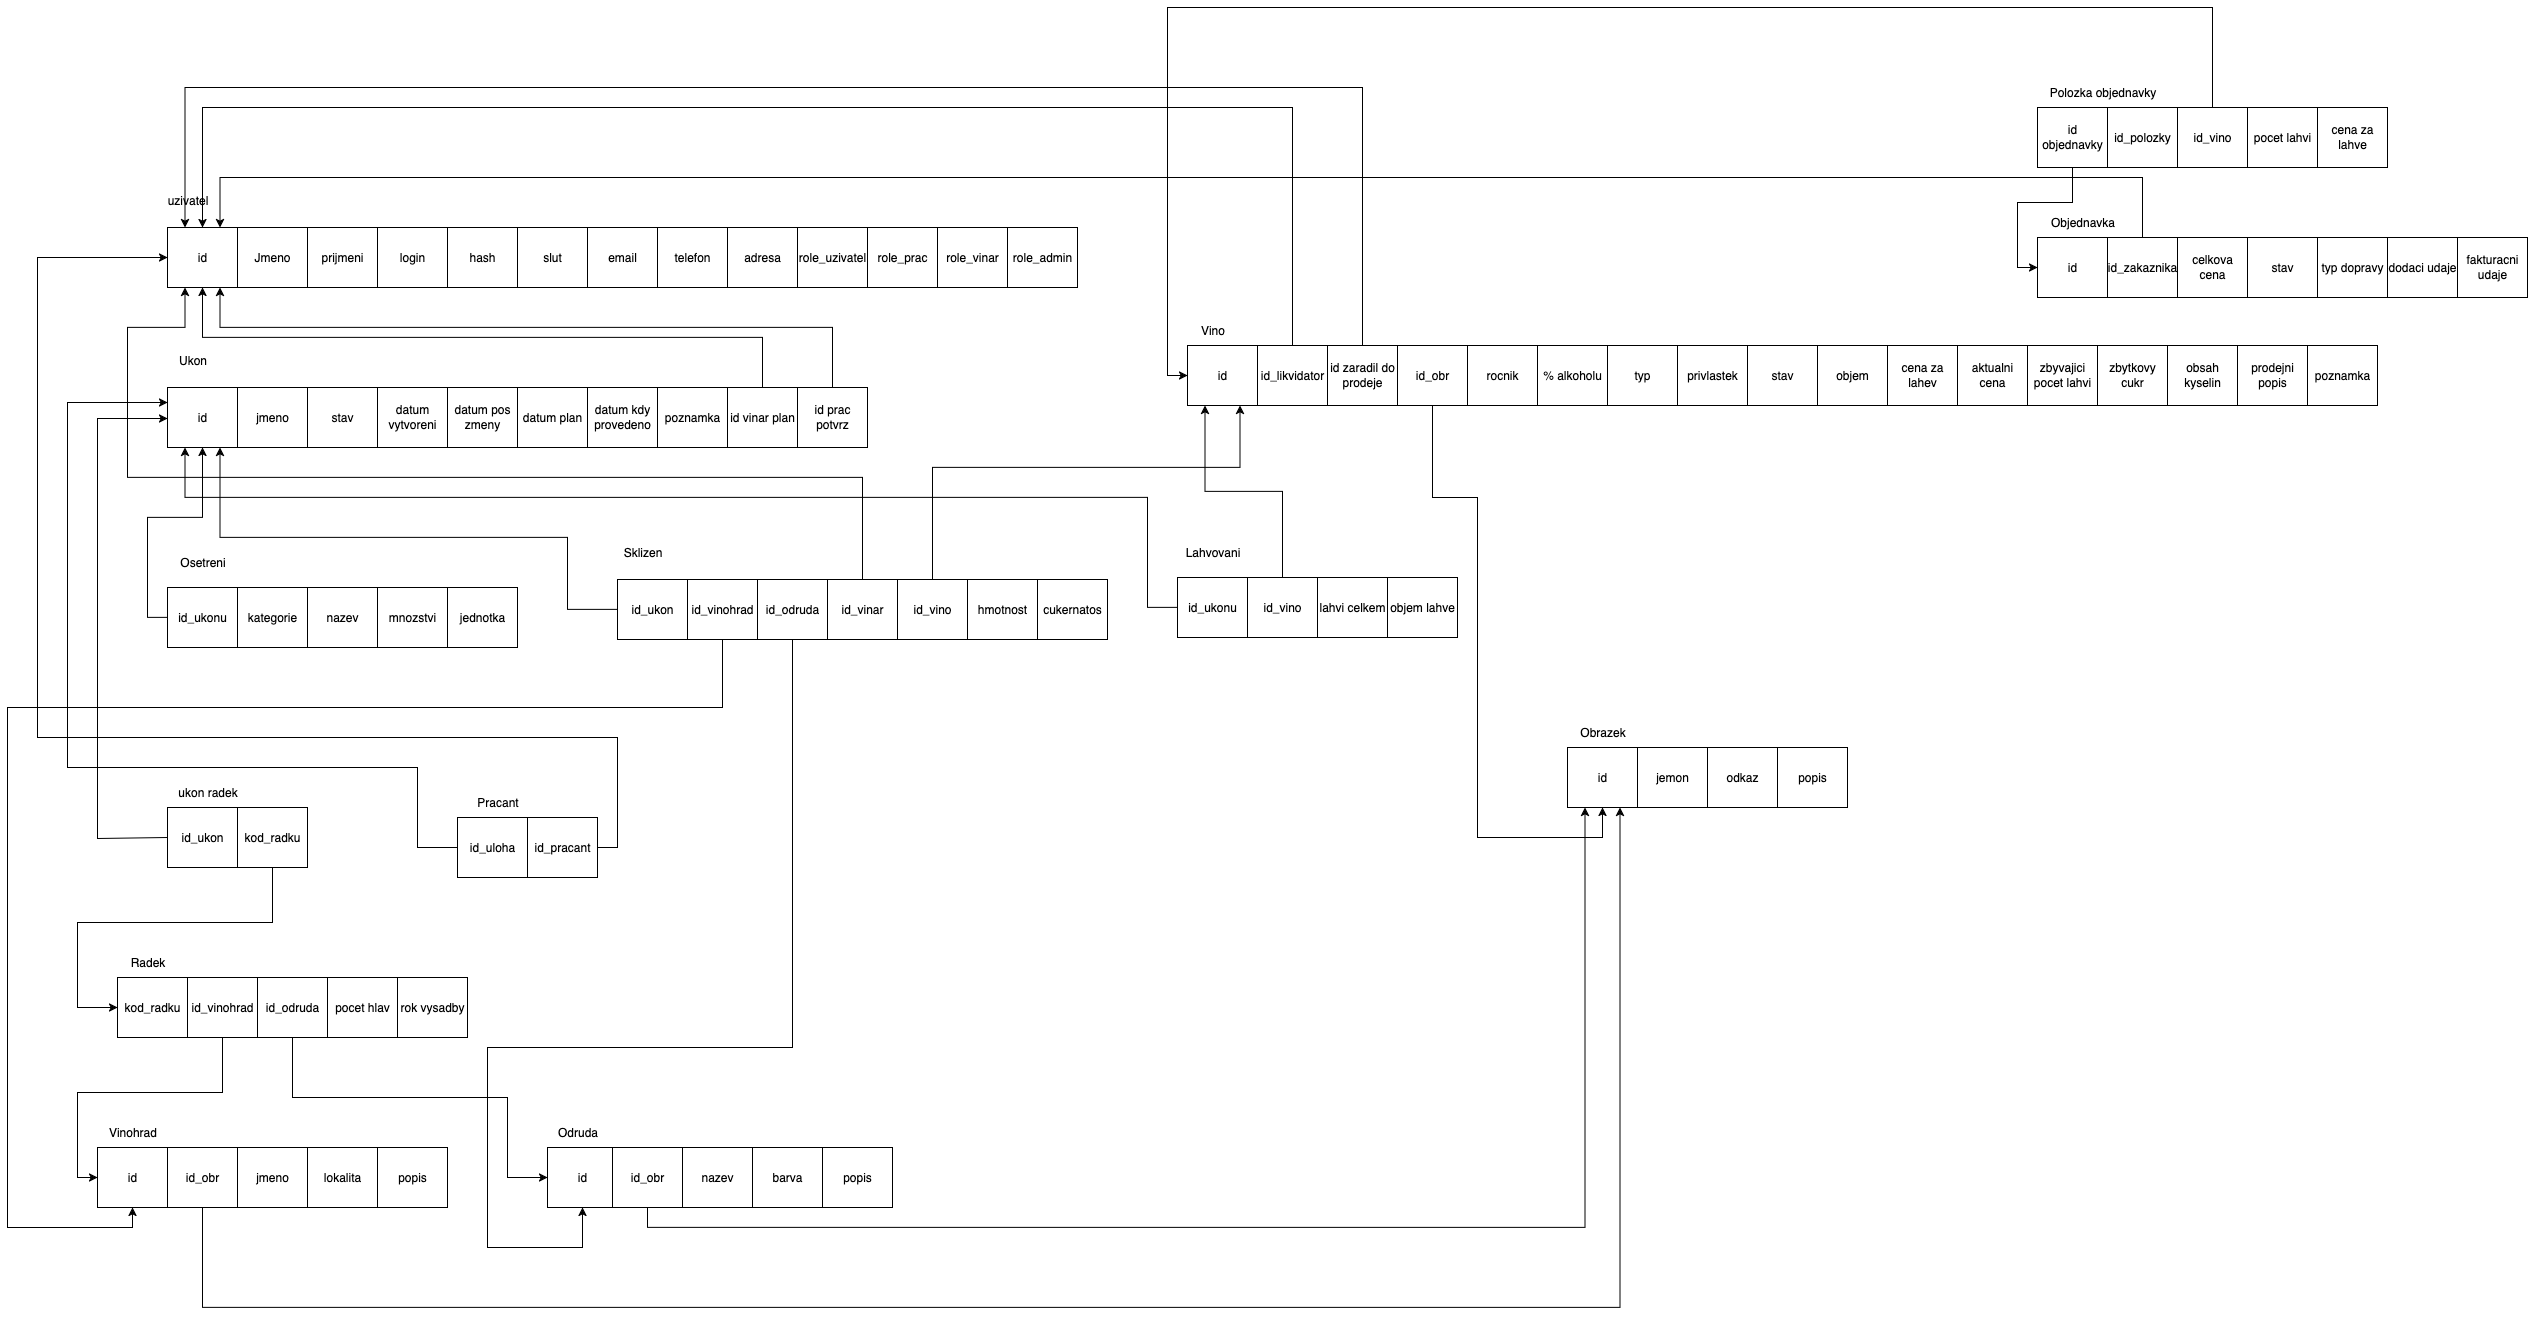 Polozka objednavky
id objednavky id_polozky id_vino pocet lahvi cena za lahve
uzivatel
id Jmeno prijmeni login hash slut email telefon adresa role_uzivatel role_prac role_vinar role_admin
Objednavka
id id_zakaznika celkova cena stav typ dopravy dodaci udaje fakturacni udaje
Vino
id id_likvidator id zaradil do prodeje id_obr rocnik % alkoholu typ privlastek stav objem cena za lahev aktualni cena zbyvajici pocet lahvi zbytkovy cukr obsah kyselin prodejni popis poznamka
Ukon
id jmeno stav datum vytvoreni datum pos zmeny datum plan datum kdy provedeno poznamka id vinar plan id prac potvrz
Osetreni
id_ukonu kategorie nazev mnozstvi jednotka
Sklizen
id_ukon id_vinohrad id_odruda id_vinar id_vino hmotnost cukernatos
Lahvovani
id_ukonu id_vino lahvi celkem objem lahve
Obrazek
id jemon odkaz popis
ukon radek
id_ukon kod_radku
Pracant
id_uloha id_pracant
Radek
kod_radku id_vinohrad id_odruda pocet hlav rok vysadby
Vinohrad
id id_obr jmeno lokalita popis
Odruda
id id_obr nazev barva popis